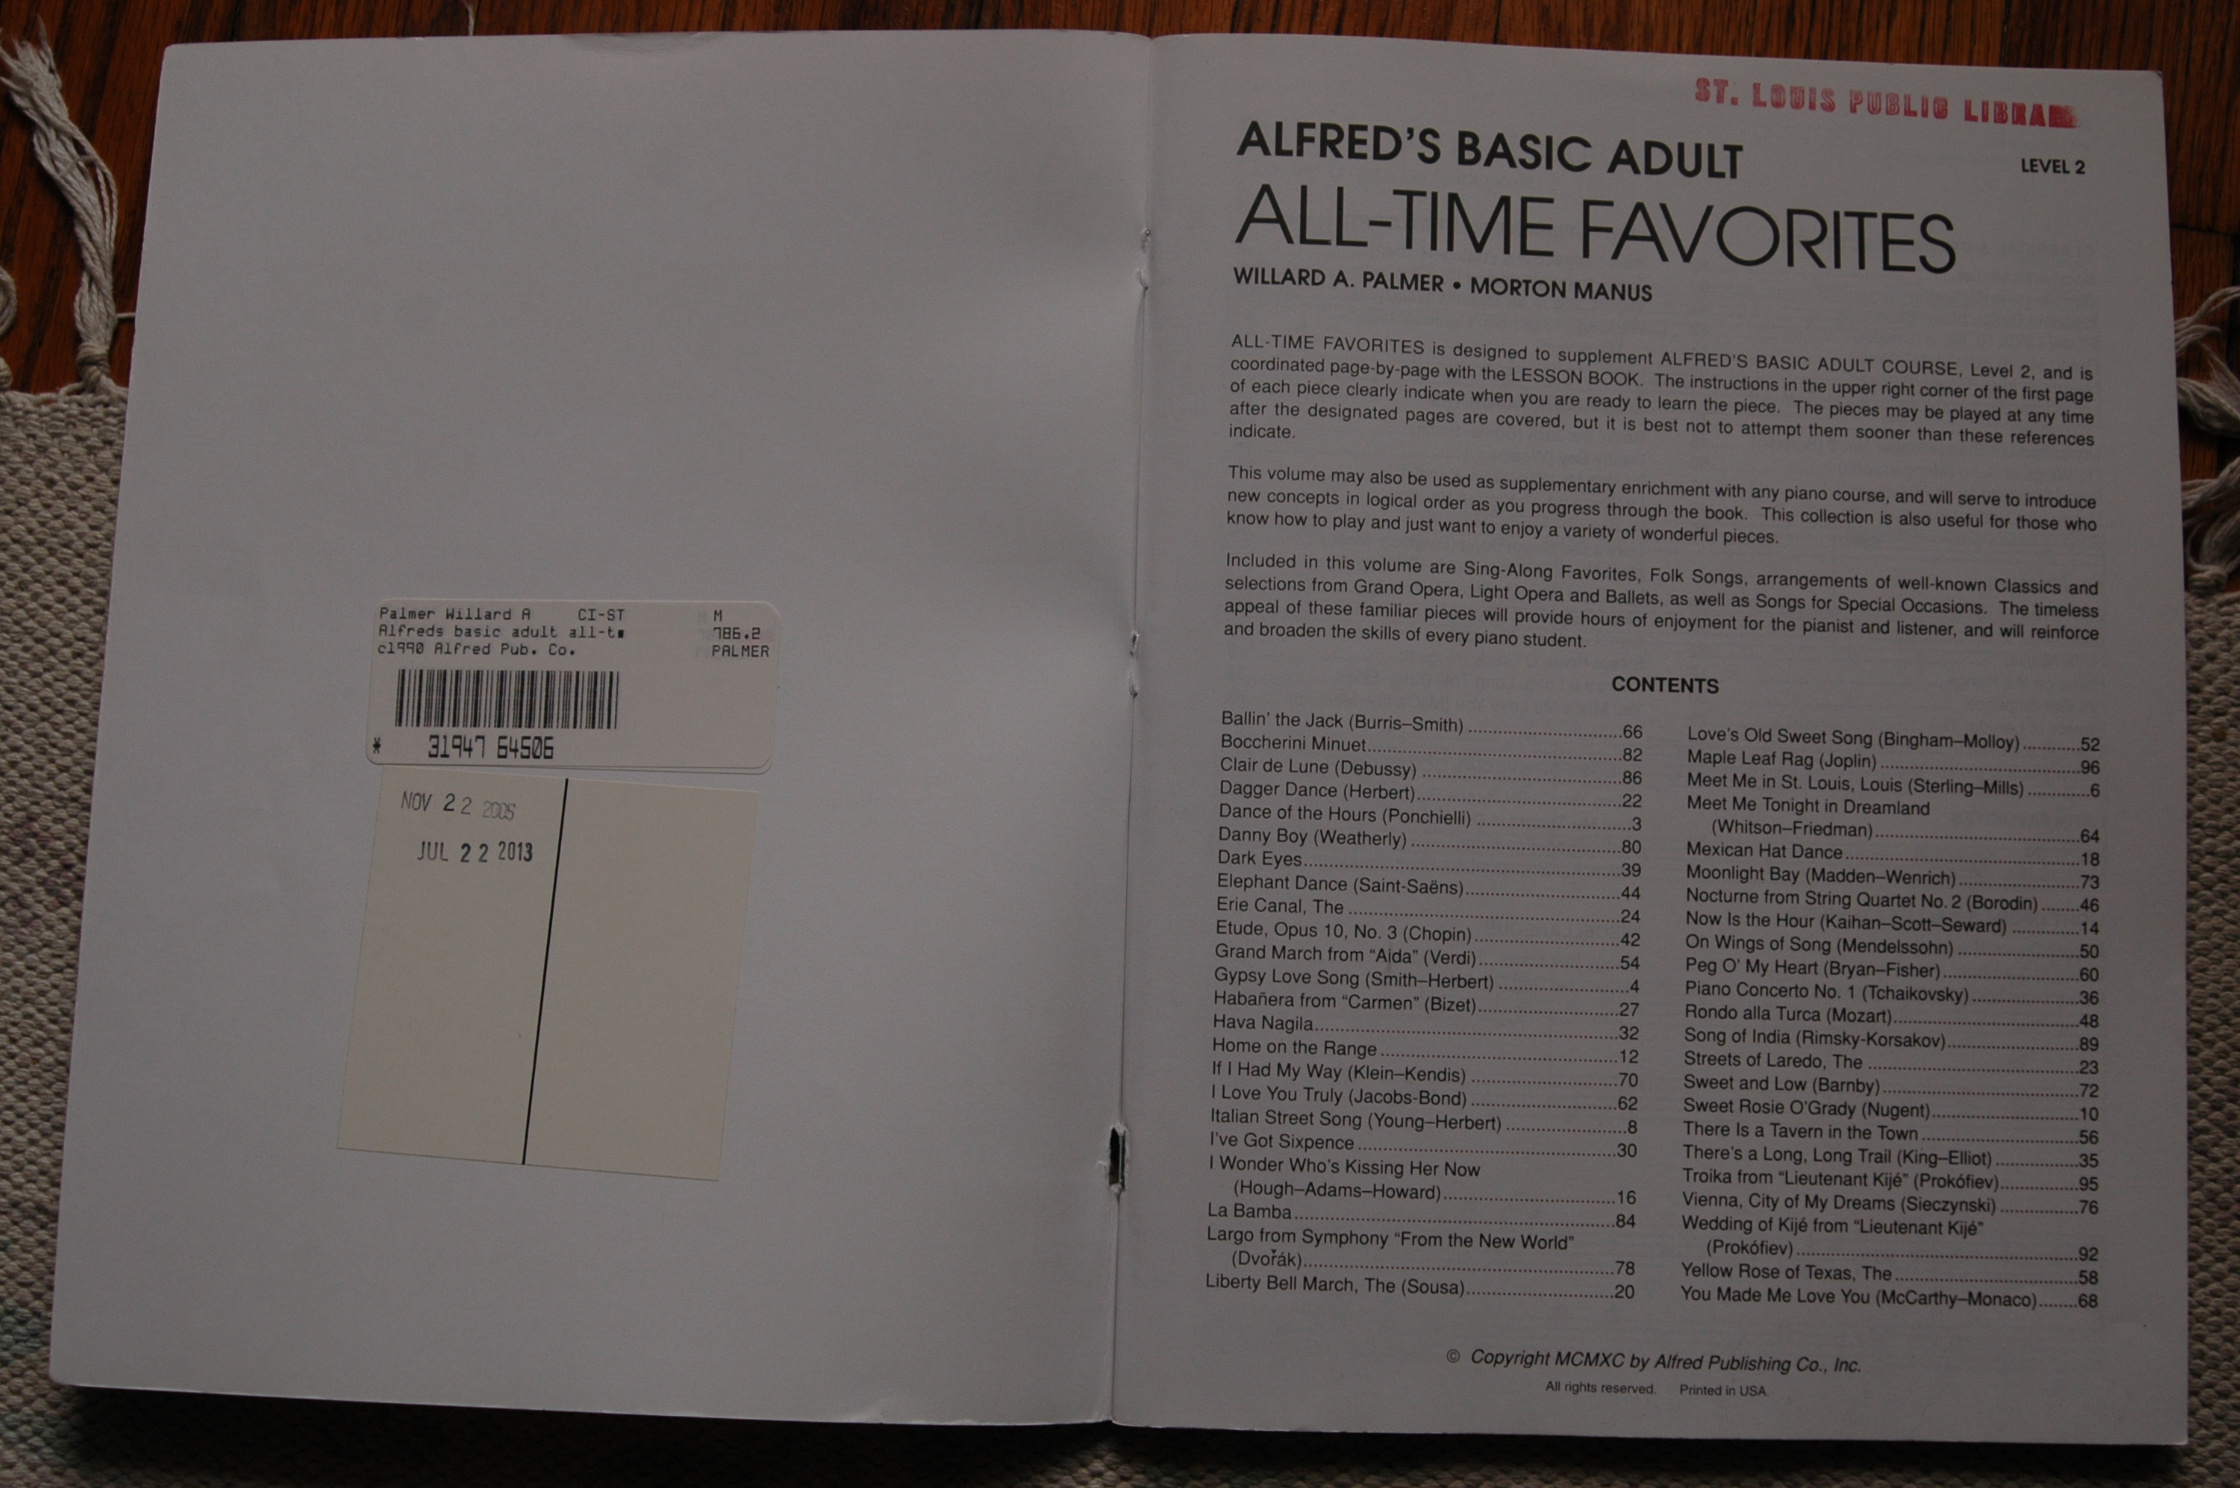 Palmer Willard A CI-ST M
Alfreds basic adult all-t 786.2
c1990 Alfred Pub. Co. PALMER
* 31947 64506
NOV 22 2005
JUL 22 2013
ST. LOUIS PUBLIC
ALFRED'S BASIC ADULT
LEVEL 2
ALL-TIME FAVORITES
WILLARD A. PALMER • MORTON MANUS
ALL-TIME FAVORITES is designed to supplement ALFRED'S BASIC ADULT COURSE, Level 2, and is
coordinated page-by-page with the LESSON BOOK. The instructions in the upper right corner of the first page
of each piece clearly indicate when you are ready to learn the piece. The pieces may be played at any time
after the designated pages are covered, but it is best not to attempt them sooner than these references
indicate.
This volume may also be used as supplementary enrichment with any piano course, and will serve to introduce
new concepts in logical order as you progress through the book. This collection is also useful for those who
know how to play and just want to enjoy a variety of wonderful pieces.
Included in this volume are Sing-Along Favorites, Folk Songs, arrangements of well-known Classics and
selections from Grand Opera, Light Opera and Ballets, as well as Songs for Special Occasions. The timeless
appeal of these familiar pieces will provide hours of enjoyment for the pianist and listener, and will reinforce
and broaden the skills of every piano student.
CONTENTS
Ballin' the Jack (Burris–Smith) ..........66
Boccherini Minuet..........82
Clair de Lune (Debussy) ..........86
Dagger Dance (Herbert)..........22
Dance of the Hours (Ponchielli) ..........3
Danny Boy (Weatherly) ..........80
Dark Eyes..........39
Elephant Dance (Saint-Saëns)..........44
Erie Canal, The ..........24
Etude, Opus 10, No. 3 (Chopin)..........42
Grand March from "Aida" (Verdi)..........54
Gypsy Love Song (Smith–Herbert) ..........4
Habañera from "Carmen" (Bizet)..........27
Hava Nagila..........32
Home on the Range..........12
If I Had My Way (Klein–Kendis) ..........70
I Love You Truly (Jacobs-Bond) ..........62
Italian Street Song (Young–Herbert) ..........8
I've Got Sixpence..........30
I Wonder Who's Kissing Her Now
(Hough–Adams–Howard)..........16
La Bamba..........84
Largo from Symphony "From the New World"
(Dvořák)..........78
Liberty Bell March, The (Sousa)..........20
Love's Old Sweet Song (Bingham–Molloy)..........52
Maple Leaf Rag (Joplin) ..........96
Meet Me in St. Louis, Louis (Sterling–Mills) ..........6
Meet Me Tonight in Dreamland
(Whitson–Friedman)..........64
Mexican Hat Dance..........18
Moonlight Bay (Madden–Wenrich)..........73
Nocturne from String Quartet No. 2 (Borodin) ..........46
Now Is the Hour (Kaihan–Scott–Seward) ..........14
On Wings of Song (Mendelssohn) ..........50
Peg O' My Heart (Bryan–Fisher)..........60
Piano Concerto No. 1 (Tchaikovsky)..........36
Rondo alla Turca (Mozart)..........48
Song of India (Rimsky-Korsakov)..........89
Streets of Laredo, The ..........23
Sweet and Low (Barnby)..........72
Sweet Rosie O'Grady (Nugent)..........10
There Is a Tavern in the Town..........56
There's a Long, Long Trail (King–Elliot)..........35
Troika from "Lieutenant Kijé" (Prokófiev)..........95
Vienna, City of My Dreams (Sieczynski) ..........76
Wedding of Kijé from "Lieutenant Kijé"
(Prokófiev)..........92
Yellow Rose of Texas, The..........58
You Made Me Love You (McCarthy–Monaco)..........68
© Copyright MCMXC by Alfred Publishing Co., Inc.
All rights reserved. Printed in USA.